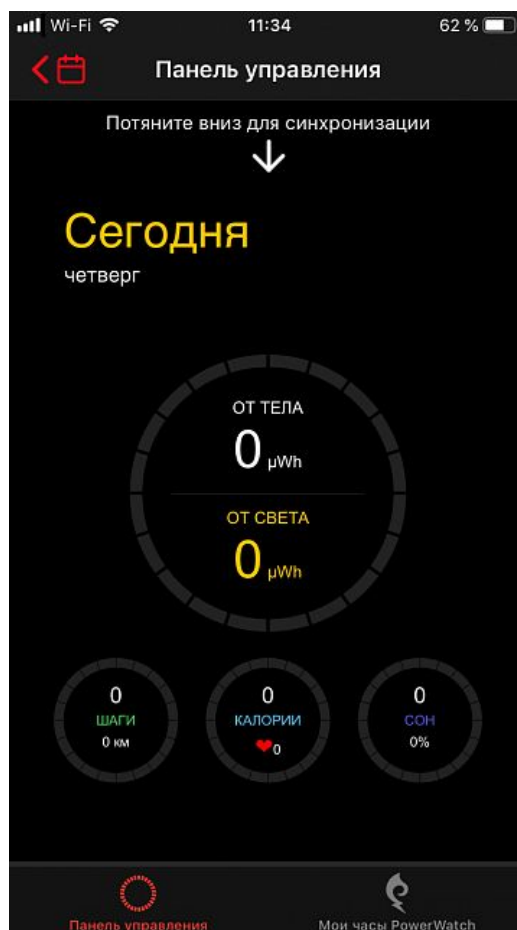 Wi-Fi 11:34 62 %
Панель управления
Потяните вниз для синхронизации
Сегодня
четверг
ОТ ТЕЛА
0 µWh
ОТ СВЕТА
0 µWh
0 0 0
ШАГИ КАЛОРИИ СОН
0 км 0 0%
Панель управления Мои часы PowerWatch